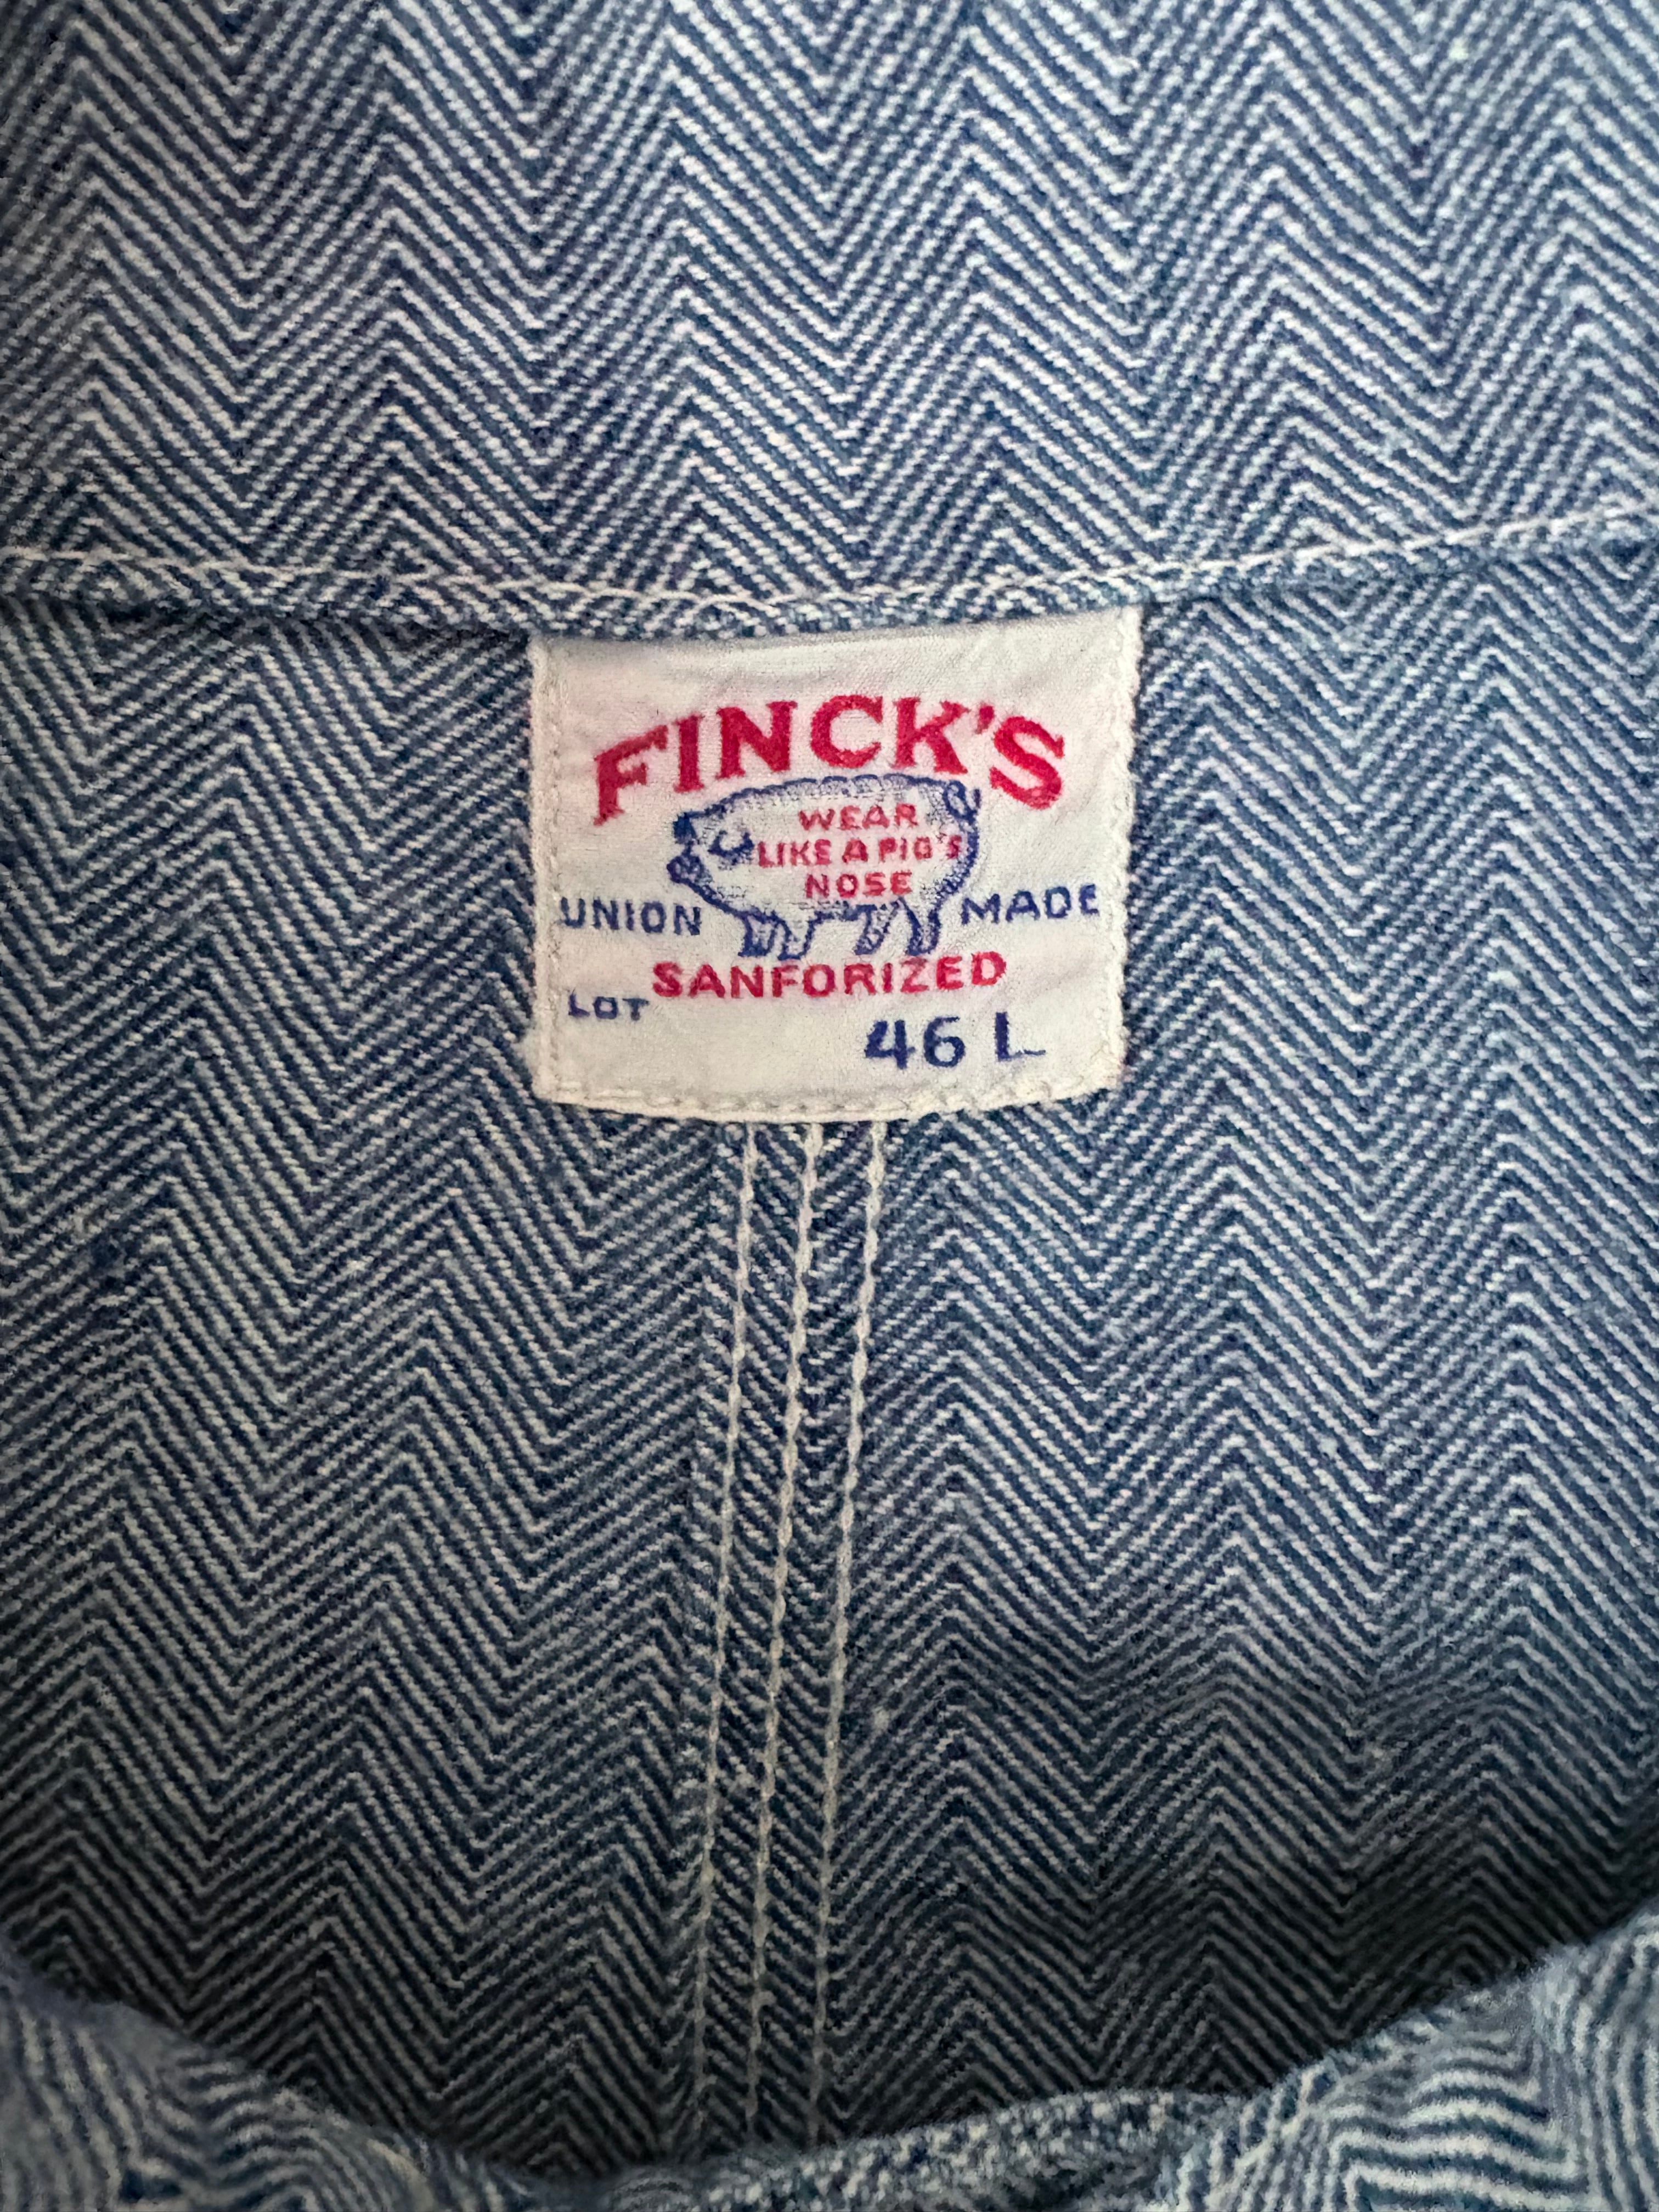 FINCK'S
WEAR
LIKE A PIG'S
NOSE
UNION MADE
SANFORIZED
LOT
46 L